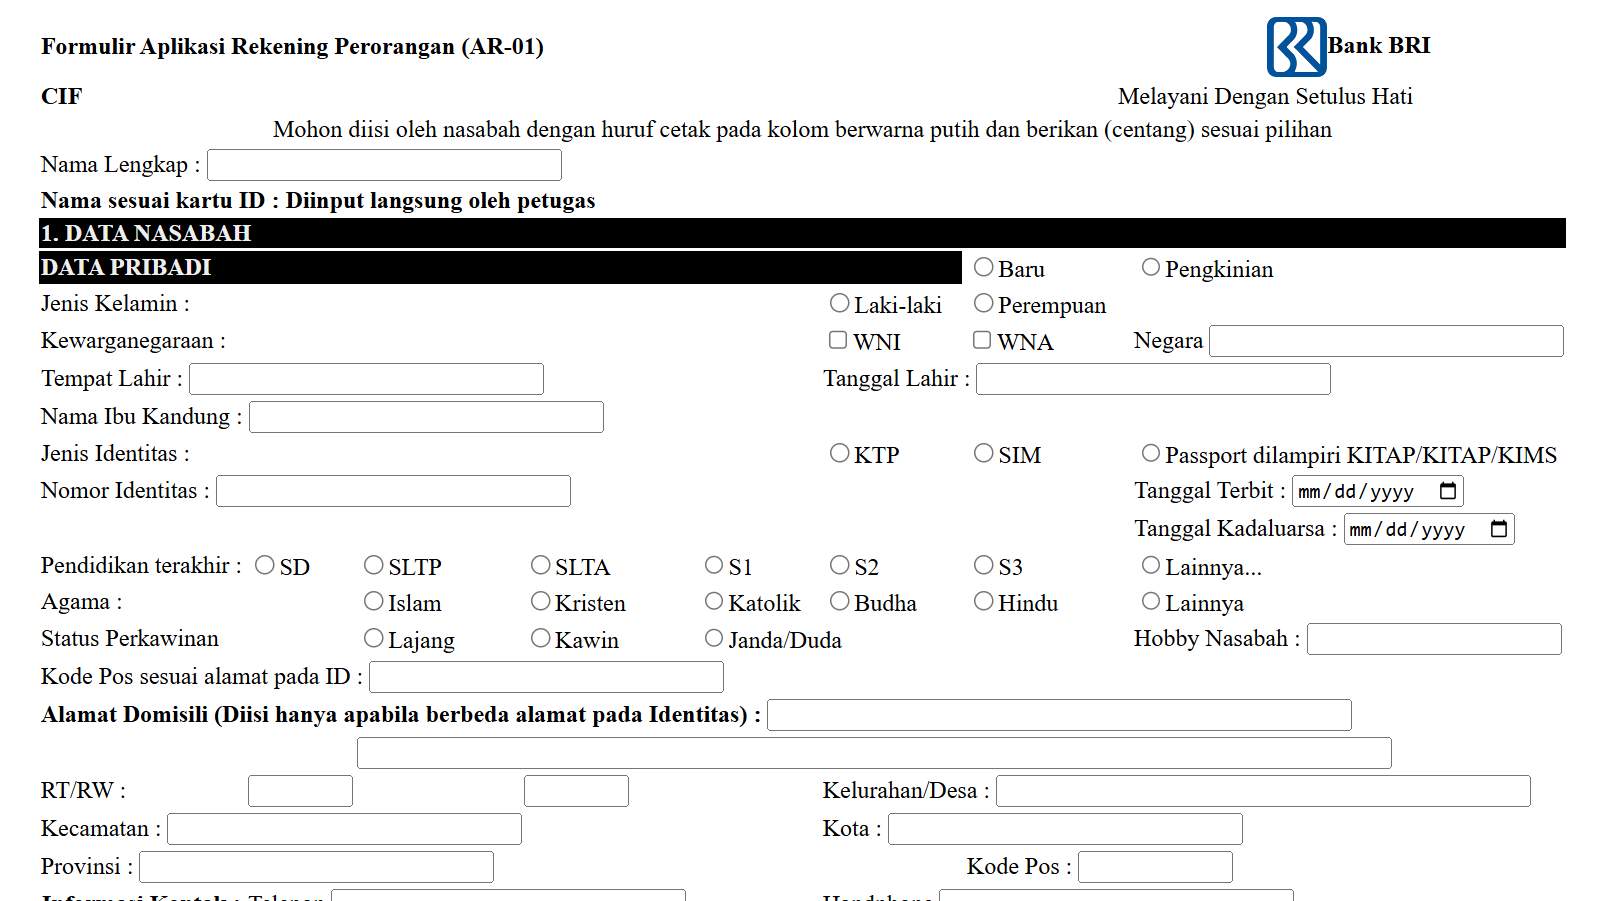 Formulir Aplikasi Rekening Perorangan (AR-01) Bank BRI
CIF Melayani Dengan Setulus Hati
Mohon diisi oleh nasabah dengan huruf cetak pada kolom berwarna putih dan berikan (centang) sesuai pilihan
Nama Lengkap :
Nama sesuai kartu ID : Diinput langsung oleh petugas
1. DATA NASABAH
DATA PRIBADI Baru Pengkinian
Jenis Kelamin : Laki-laki Perempuan
Kewarganegaraan : WNI WNA Negara
Tempat Lahir : Tanggal Lahir :
Nama Ibu Kandung :
Jenis Identitas : KTP SIM Passport dilampiri KITAP/KITAP/KIMS
Nomor Identitas : Tanggal Terbit : mm/dd/yyyy
Tanggal Kadaluarsa : mm/dd/yyyy
Pendidikan terakhir : SD SLTP SLTA S1 S2 S3 Lainnya...
Agama : Islam Kristen Katolik Budha Hindu Lainnya
Status Perkawinan Lajang Kawin Janda/Duda Hobby Nasabah :
Kode Pos sesuai alamat pada ID :
Alamat Domisili (Diisi hanya apabila berbeda alamat pada Identitas) :
RT/RW : Kelurahan/Desa :
Kecamatan : Kota :
Provinsi : Kode Pos :
Informasi Kontak : Telepon Handphone